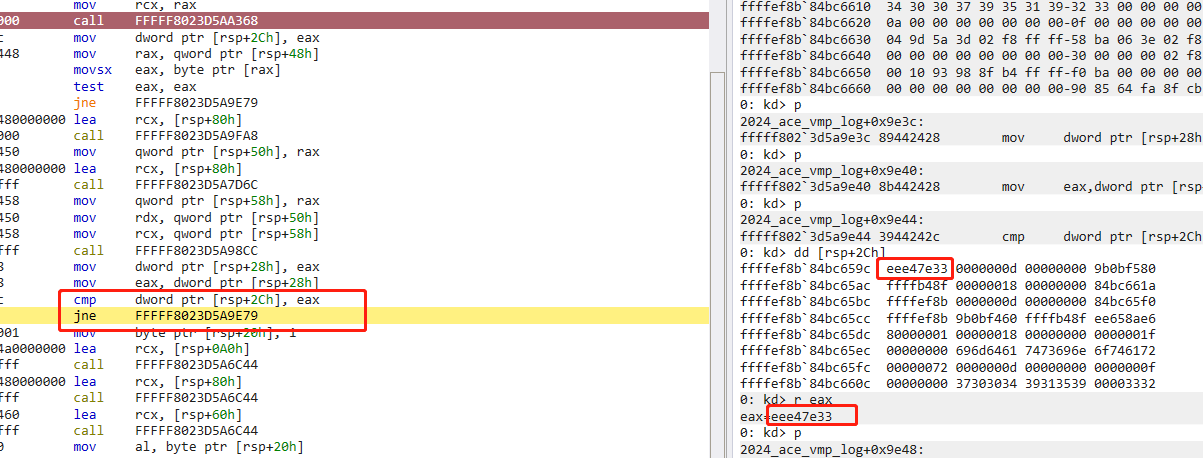 mov rcx, rax
000 call FFFFF8023D5AA368
c mov dword ptr [rsp+2Ch], eax
448 mov rax, qword ptr [rsp+48h]
movsx eax, byte ptr [rax]
test eax, eax
jne FFFFF8023D5A9E79
480000000 lea rcx, [rsp+80h]
000 call FFFFF8023D5A9FA8
450 mov qword ptr [rsp+50h], rax
480000000 lea rcx, [rsp+80h]
fff call FFFFF8023D5A7D6C
458 mov qword ptr [rsp+58h], rax
450 mov rdx, qword ptr [rsp+50h]
458 mov rcx, qword ptr [rsp+58h]
fff call FFFFF8023D5A98CC
8 mov dword ptr [rsp+28h], eax
8 mov eax, dword ptr [rsp+28h]
c cmp dword ptr [rsp+2Ch], eax
jne FFFFF8023D5A9E79
001 mov byte ptr [rsp+20h], 1
4a0000000 lea rcx, [rsp+0A0h]
fff call FFFFF8023D5A6C44
480000000 lea rcx, [rsp+80h]
fff call FFFFF8023D5A6C44
460 lea rcx, [rsp+60h]
fff call FFFFF8023D5A6C44
0 mov al, byte ptr [rsp+20h]
ffffef8b`84bc6610 34 30 30 37 39 35 31 39-32 33 00 00 00 00
ffffef8b`84bc6620 0a 00 00 00 00 00 00 00-0f 00 00 00 00 00
ffffef8b`84bc6630 04 9d 5a 3d 02 f8 ff ff-58 ba 06 3e 02 f8
ffffef8b`84bc6640 00 00 00 00 00 00 00 00-30 00 00 00 02 f8
ffffef8b`84bc6650 00 10 93 98 8f b4 ff ff-f0 ba 00 00 00 00
ffffef8b`84bc6660 00 00 00 00 00 00 00 00-90 85 64 fa 8f cb
0: kd> p
2024_ace_vmp_log+0x9e3c:
fffff802`3d5a9e3c 89442428 mov dword ptr [rsp+28h
0: kd> p
2024_ace_vmp_log+0x9e40:
fffff802`3d5a9e40 8b442428 mov eax,dword ptr [rsp
0: kd> p
2024_ace_vmp_log+0x9e44:
fffff802`3d5a9e44 3944242c cmp dword ptr [rsp+2Ch
0: kd> dd [rsp+2Ch]
ffffef8b`84bc659c eee47e33 0000000d 00000000 9b0bf580
ffffef8b`84bc65ac ffffb48f 00000018 00000000 84bc661a
ffffef8b`84bc65bc ffffef8b 0000000d 00000000 84bc65f0
ffffef8b`84bc65cc ffffef8b 9b0bf460 ffffb48f ee658ae6
ffffef8b`84bc65dc 80000001 00000018 00000000 0000001f
ffffef8b`84bc65ec 00000000 696d6461 7473696e 6f746172
ffffef8b`84bc65fc 00000072 0000000d 00000000 0000000f
ffffef8b`84bc660c 00000000 37303034 39313539 00003332
0: kd> r eax
eax=eee47e33
0: kd> p
2024_ace_vmp_log+0x9e48: